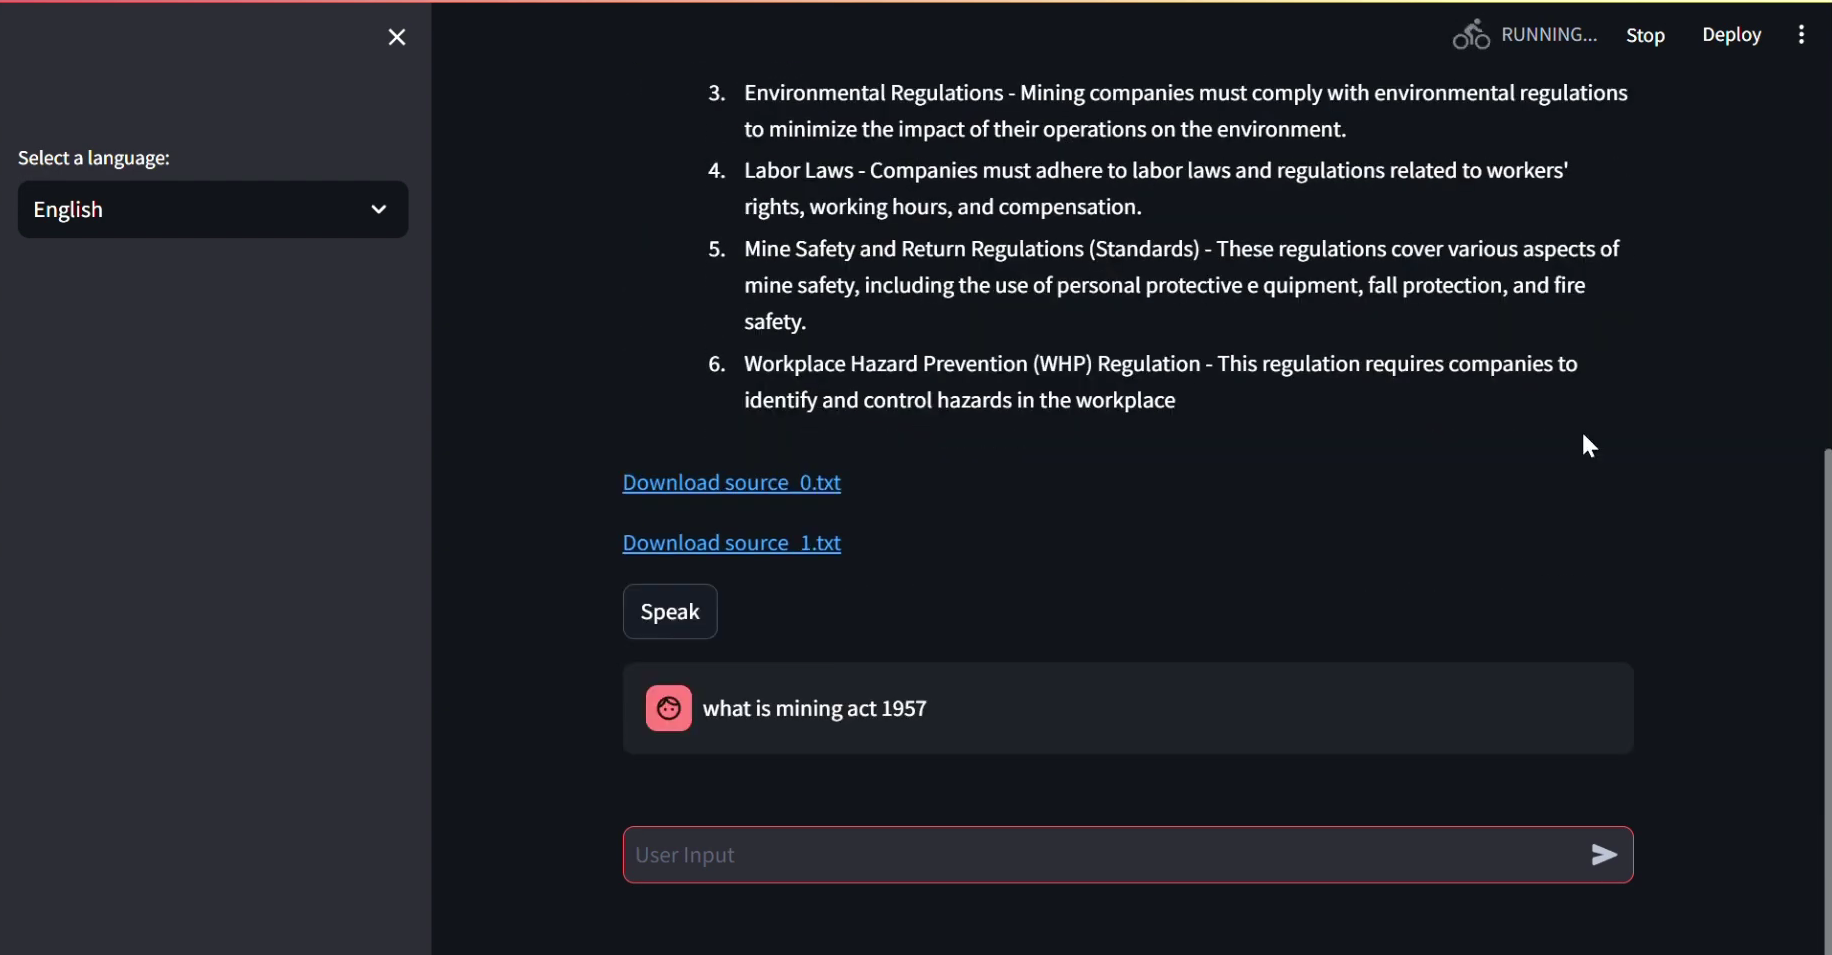 RUNNING... Stop Deploy
Select a language:
English
3. Environmental Regulations - Mining companies must comply with environmental regulations
to minimize the impact of their operations on the environment.
4. Labor Laws - Companies must adhere to labor laws and regulations related to workers'
rights, working hours, and compensation.
5. Mine Safety and Return Regulations (Standards) - These regulations cover various aspects of
mine safety, including the use of personal protective e quipment, fall protection, and fire
safety.
6. Workplace Hazard Prevention (WHP) Regulation - This regulation requires companies to
identify and control hazards in the workplace
Download source_0.txt
Download source_1.txt
Speak
what is mining act 1957
User Input